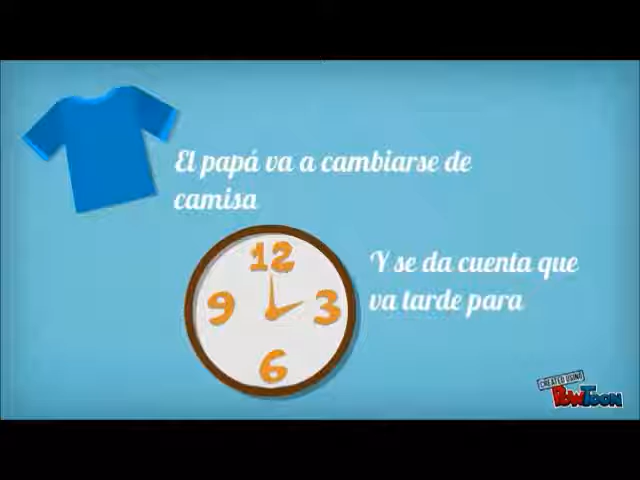 El papá va a cambiarse de
camisa
12
9
3
6
Y se da cuenta que
va tarde para
CREATED USING
POWTOON